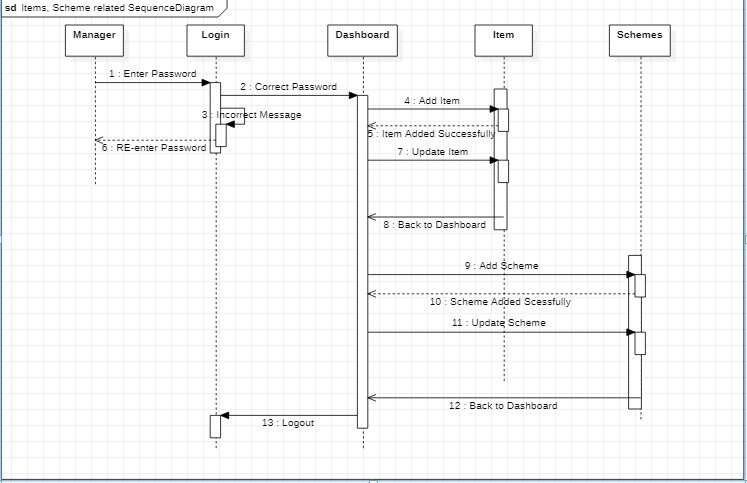 sd Items, Scheme related SequenceDiagram
Manager
Login
Dashboard
Item
Schemes
1 : Enter Password
2 : Correct Password
3 : Incorrect Message
4 : Add Item
5 : Item Added Successfully
6 : RE-enter Password
7 : Update Item
8 : Back to Dashboard
9 : Add Scheme
10 : Scheme Added Scessfully
11 : Update Scheme
12 : Back to Dashboard
13 : Logout